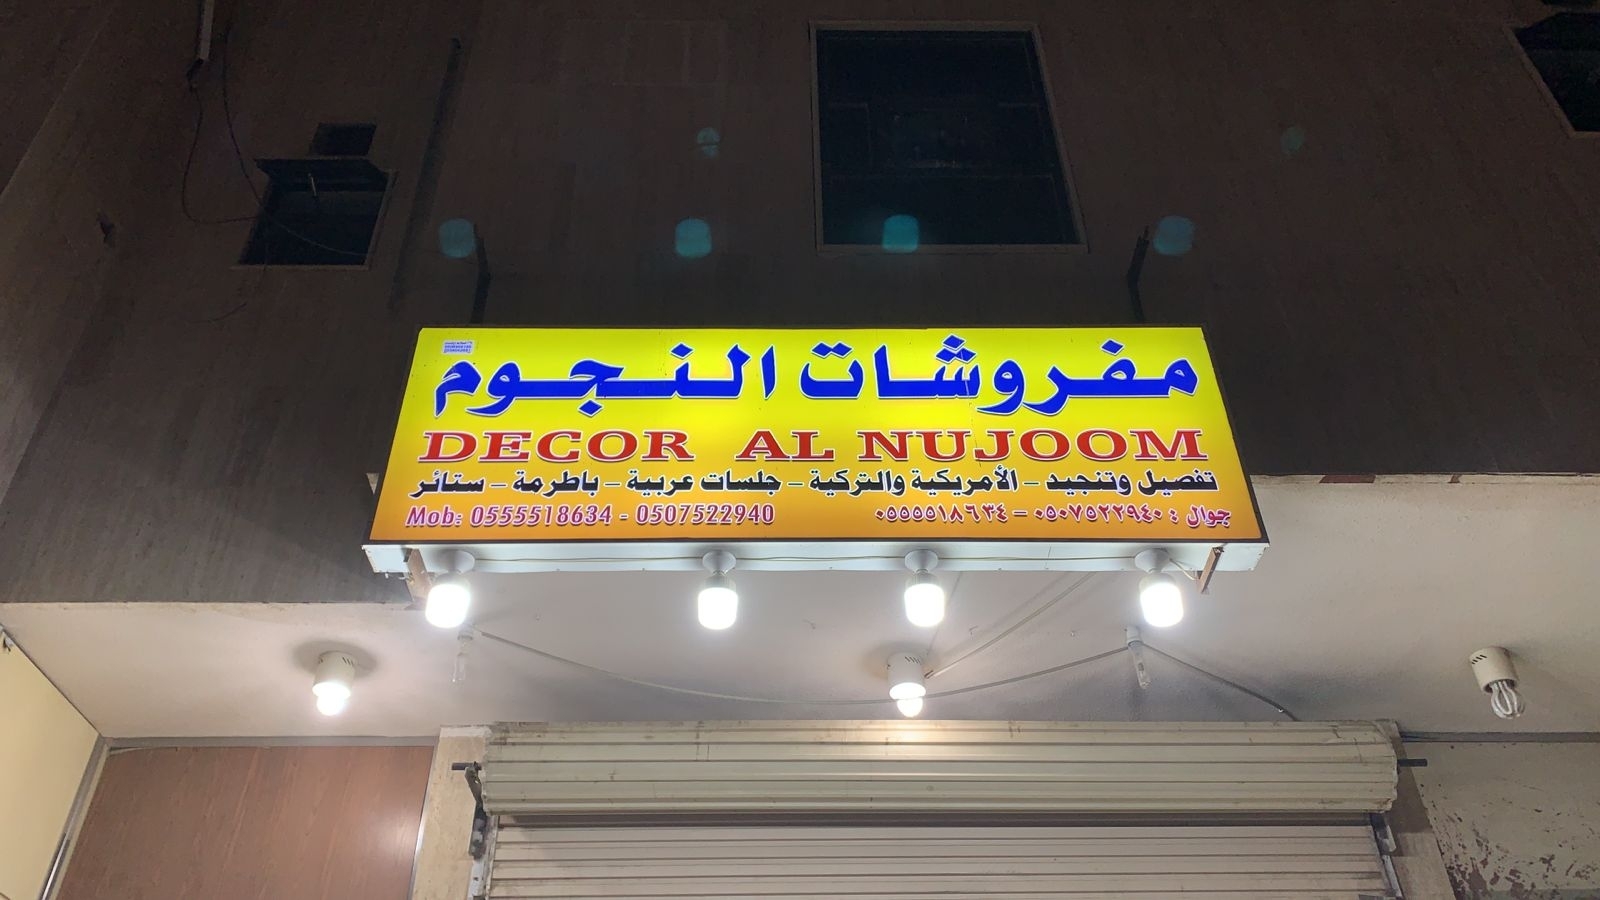 مفروشات النجوم
DECOR AL NUJOOM
تفصيل وتنجيد - الأمريكية والتركية - جلسات عربية - باطرمة - ستائر
Mob: 0555518634 - 0507522940
جوال : ٠٥٠٧٥٢٢٩٤٠ - ٠٥٥٥٥١٨٦٣٤